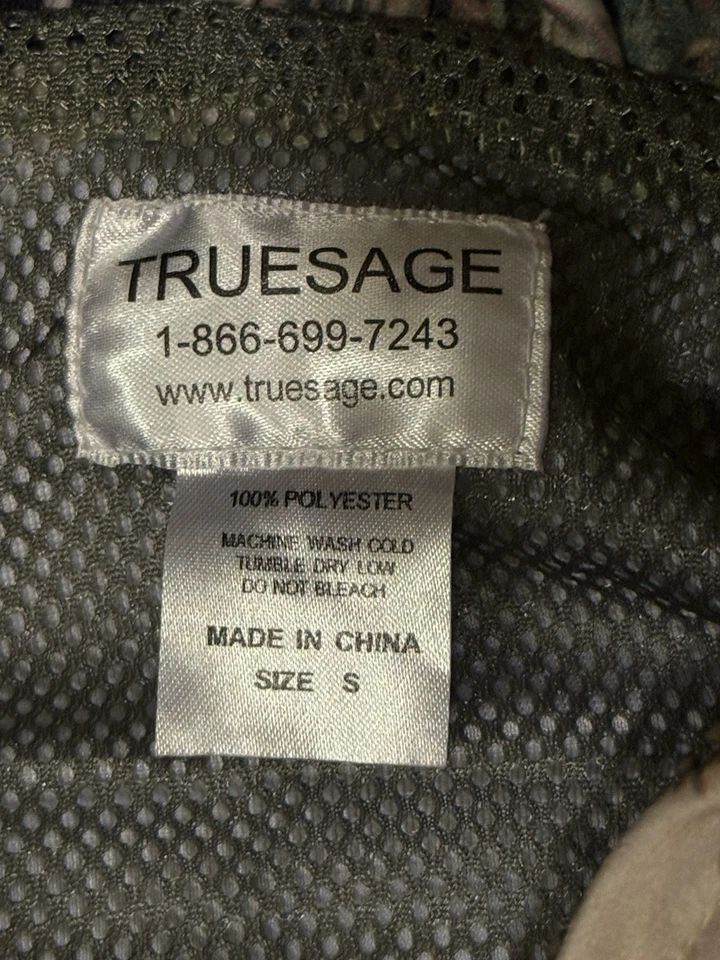 TRUESAGE
1-866-699-7243
www.truesage.com
100% POLYESTER
MACHINE WASH COLD
TUMBLE DRY LOW
DO NOT BLEACH
MADE IN CHINA
SIZE S